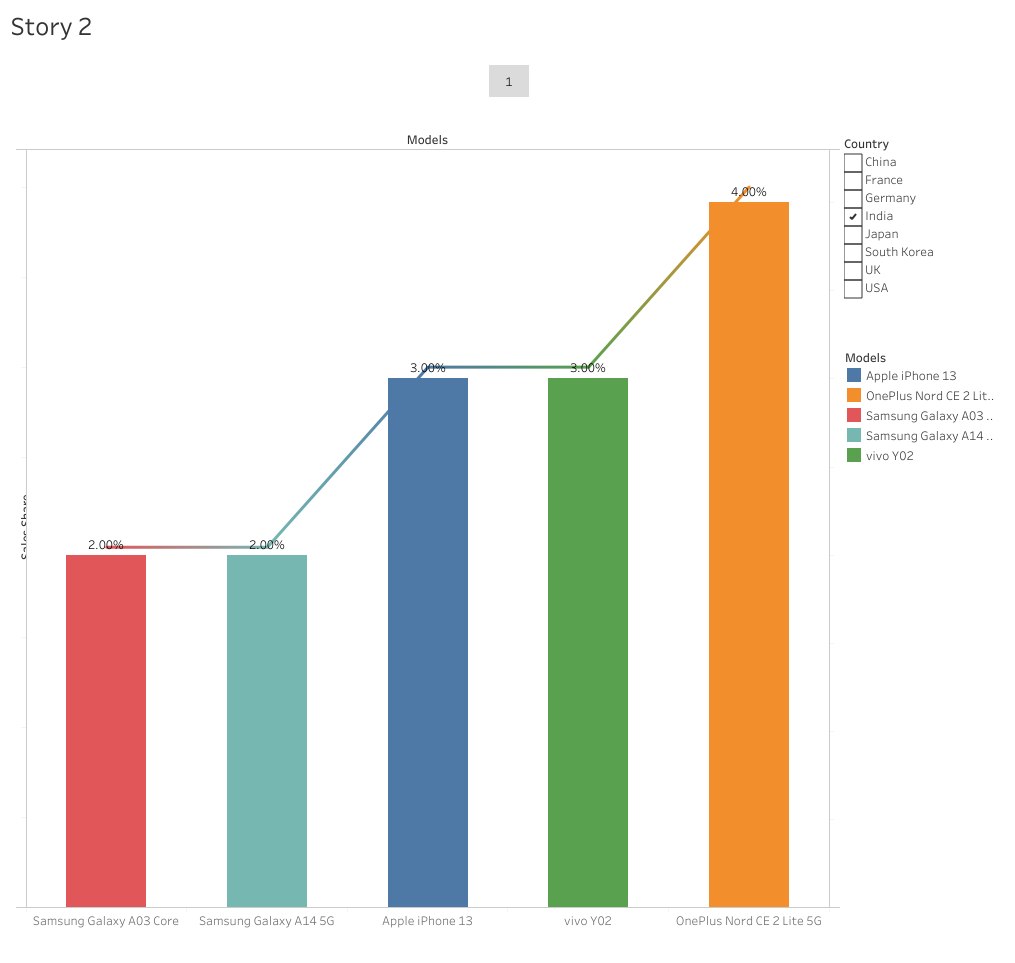 Story 2
1
Models
Sales Share
2.00%
2.00%
3.00%
3.00%
4.00%
Samsung Galaxy A03 Core
Samsung Galaxy A14 5G
Apple iPhone 13
vivo Y02
OnePlus Nord CE 2 Lite 5G
Country
China
France
Germany
India
Japan
South Korea
UK
USA
Models
Apple iPhone 13
OnePlus Nord CE 2 Lit..
Samsung Galaxy A03 ..
Samsung Galaxy A14 ..
vivo Y02